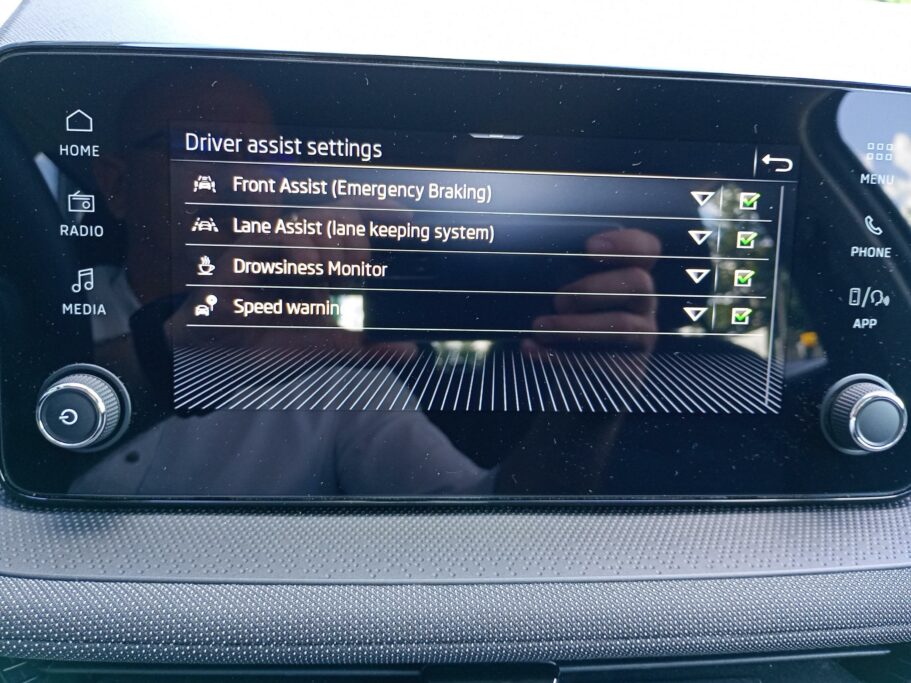 HOME
RADIO
MEDIA
Driver assist settings
Front Assist (Emergency Braking)
Lane Assist (lane keeping system)
Drowsiness Monitor
Speed warning
MENU
PHONE
APP